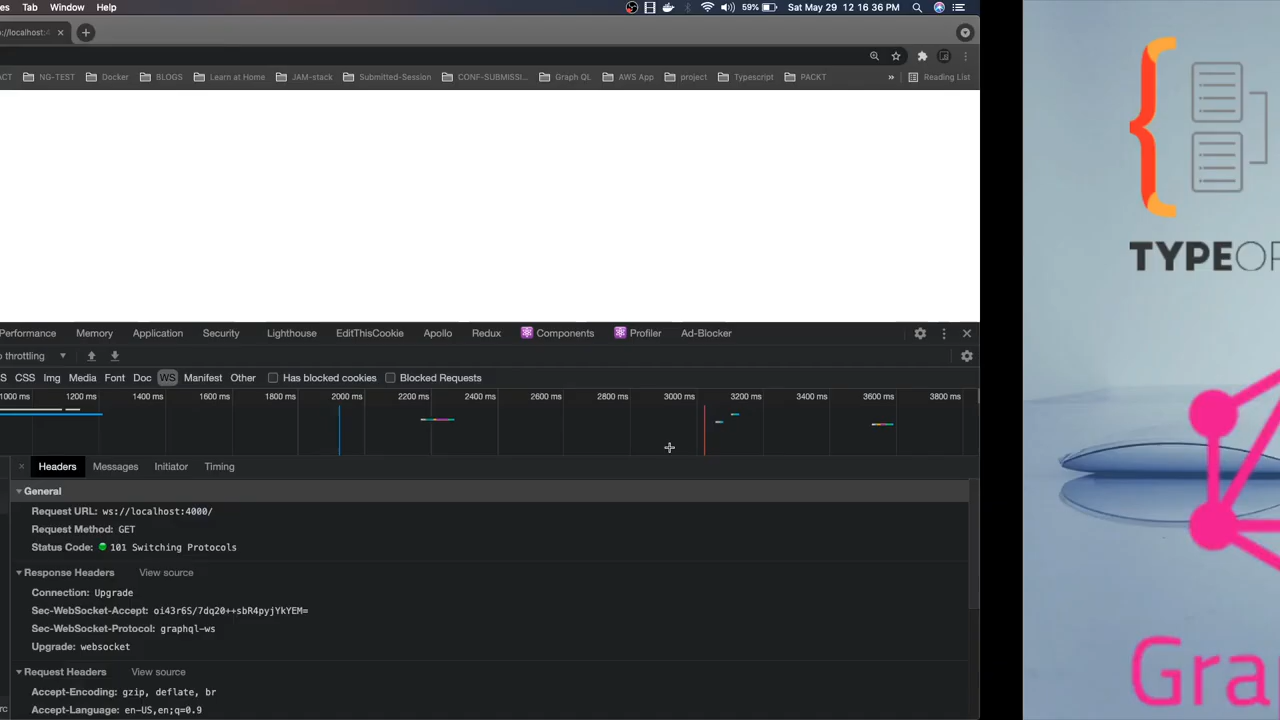 Tab Window Help 59% Sat May 29 12 16 36 PM
://localhost:4
NG-TEST Docker BLOGS Learn at Home JAM-stack Submitted-Session CONF-SUBMISSI... Graph QL AWS App project Typescript PACKT » Reading List
Performance Memory Application Security Lighthouse EditThisCookie Apollo Redux Components Profiler Ad-Blocker
throttling
CSS Img Media Font Doc WS Manifest Other Has blocked cookies Blocked Requests
1000 ms 1200 ms 1400 ms 1600 ms 1800 ms 2000 ms 2200 ms 2400 ms 2600 ms 2800 ms 3000 ms 3200 ms 3400 ms 3600 ms 3800 ms
Headers Messages Initiator Timing
General
Request URL: ws://localhost:4000/
Request Method: GET
Status Code: 101 Switching Protocols
Response Headers View source
Connection: Upgrade
Sec-WebSocket-Accept: oi43r6S/7dq20++sbR4pyjYkYEM=
Sec-WebSocket-Protocol: graphql-ws
Upgrade: websocket
Request Headers View source
Accept-Encoding: gzip, deflate, br
Accept-Language: en-US,en;q=0.9
TYPEOR
Gra